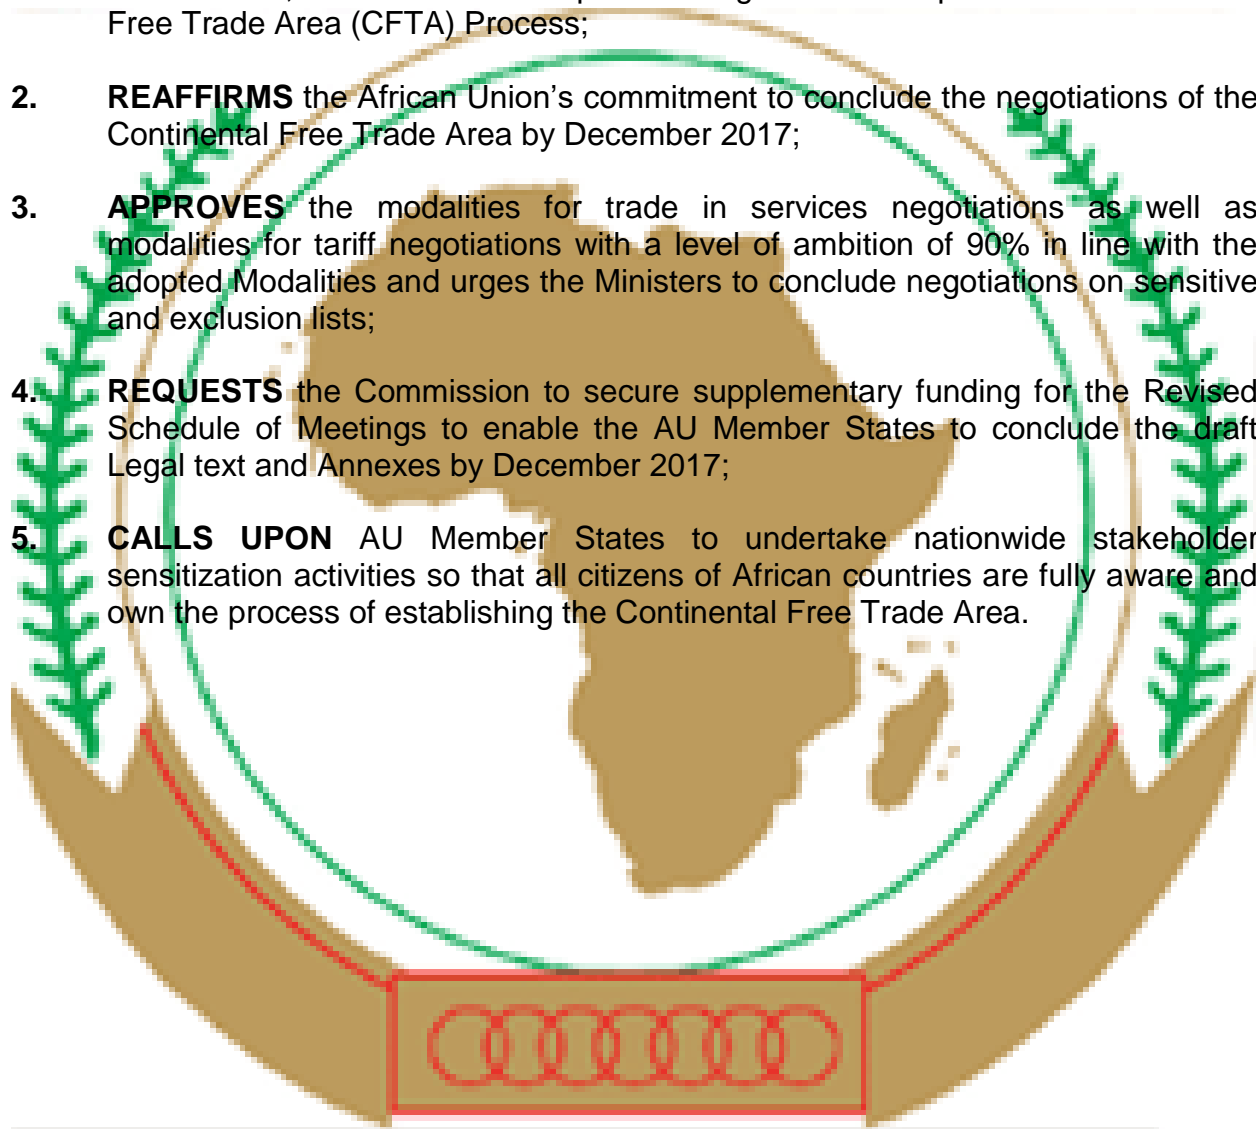 Free Trade Area (CFTA) Process;
2. REAFFIRMS the African Union's commitment to conclude the negotiations of the
Continental Free Trade Area by December 2017;
3. APPROVES the modalities for trade in services negotiations as well as
modalities for tariff negotiations with a level of ambition of 90% in line with the
adopted Modalities and urges the Ministers to conclude negotiations on sensitive
and exclusion lists;
4. REQUESTS the Commission to secure supplementary funding for the Revised
Schedule of Meetings to enable the AU Member States to conclude the draft
Legal text and Annexes by December 2017;
5. CALLS UPON AU Member States to undertake nationwide stakeholder
sensitization activities so that all citizens of African countries are fully aware and
own the process of establishing the Continental Free Trade Area.